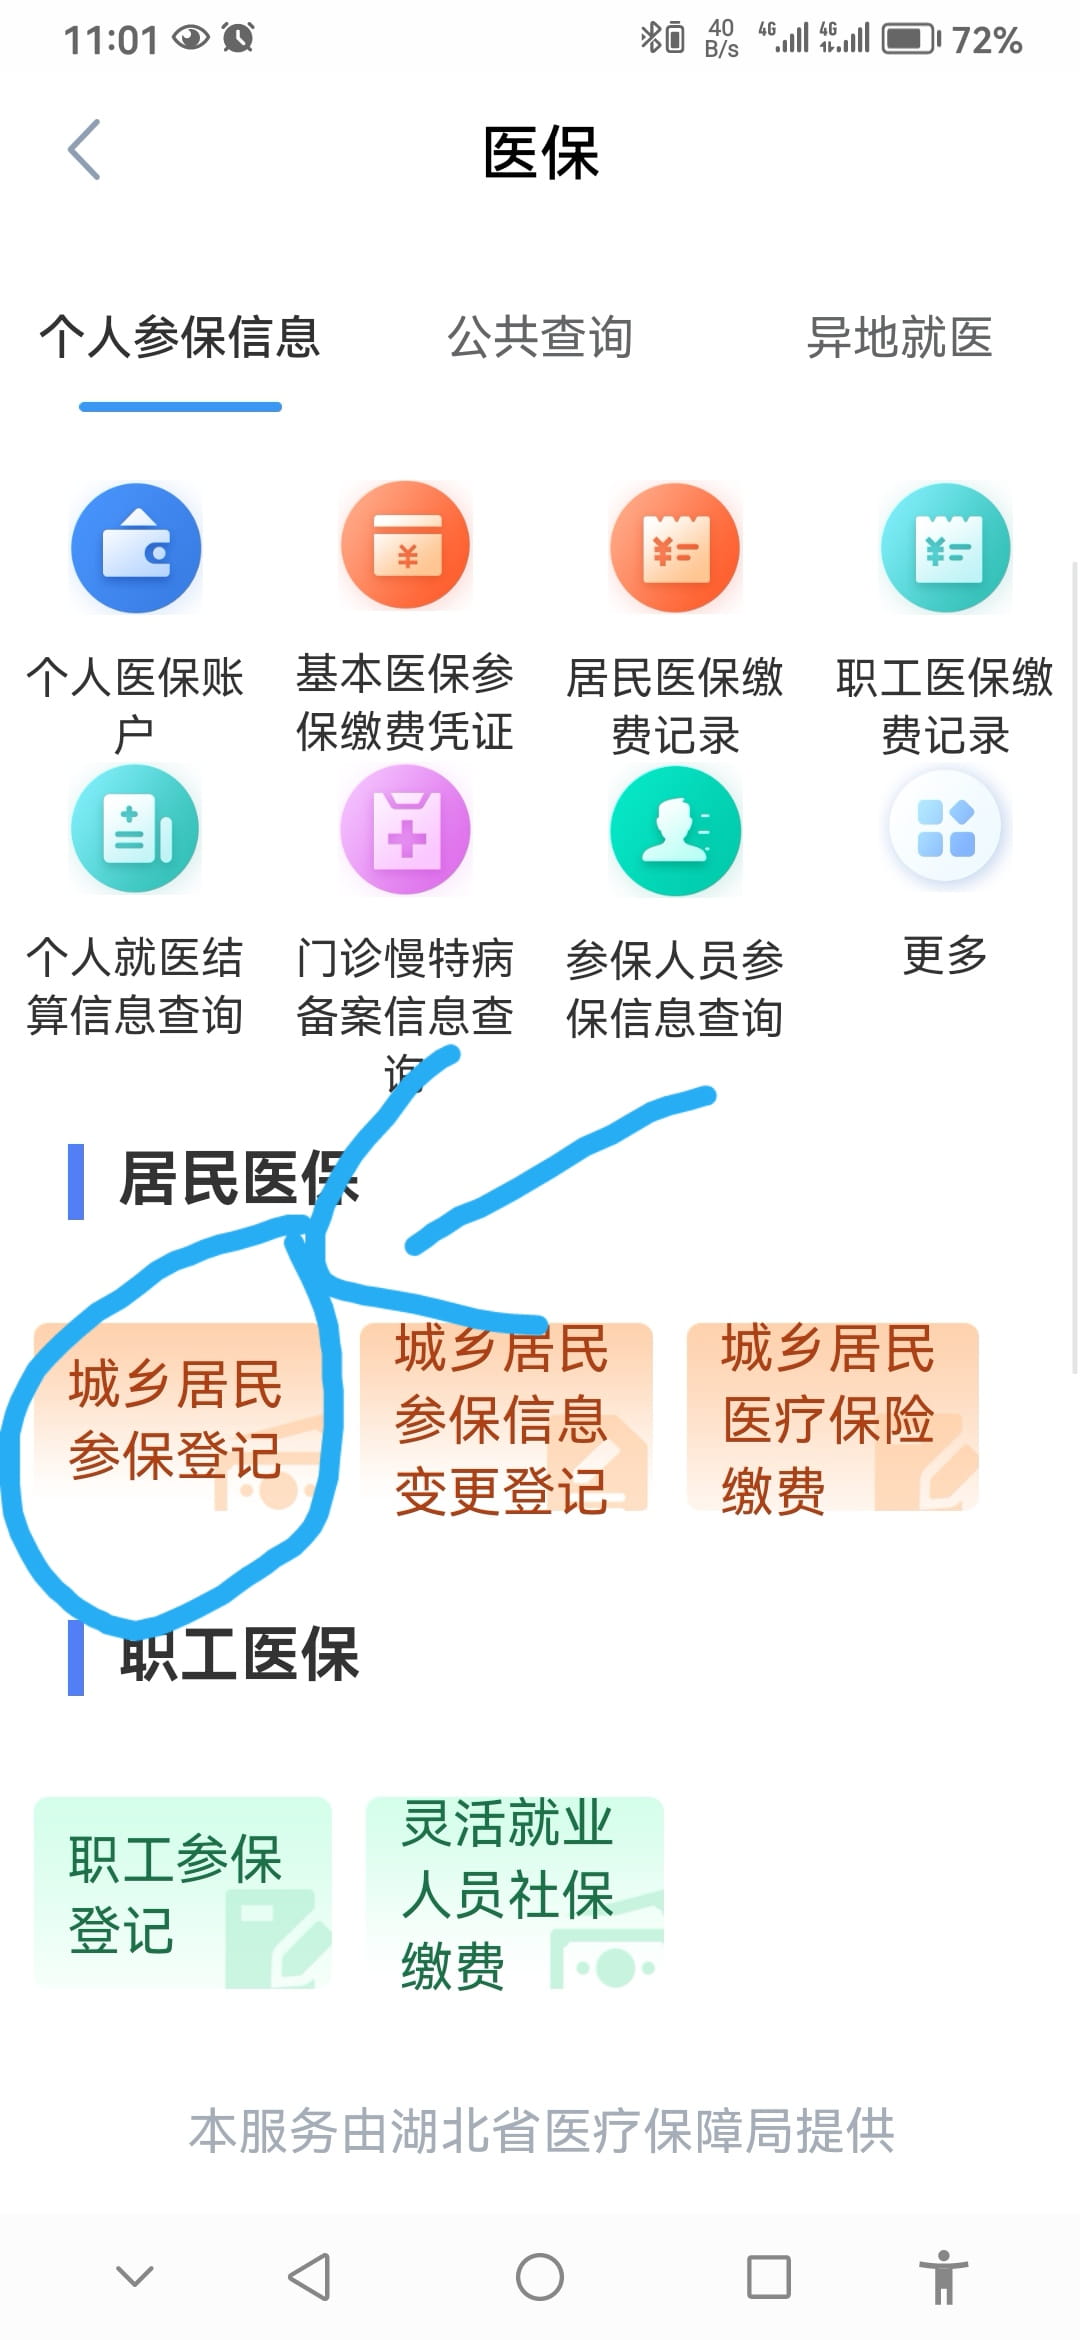 11:01
40
B/s
4G
4G
72%
医保
个人参保信息
公共查询
异地就医
个人医保账
户
基本医保参
保缴费凭证
居民医保缴
费记录
职工医保缴
费记录
个人就医结
算信息查询
门诊慢特病
备案信息查
询
参保人员参
保信息查询
更多
居民医保
城乡居民
参保登记
城乡居民
参保信息
变更登记
城乡居民
医疗保险
缴费
职工医保
职工参保
登记
灵活就业
人员社保
缴费
本服务由湖北省医疗保障局提供